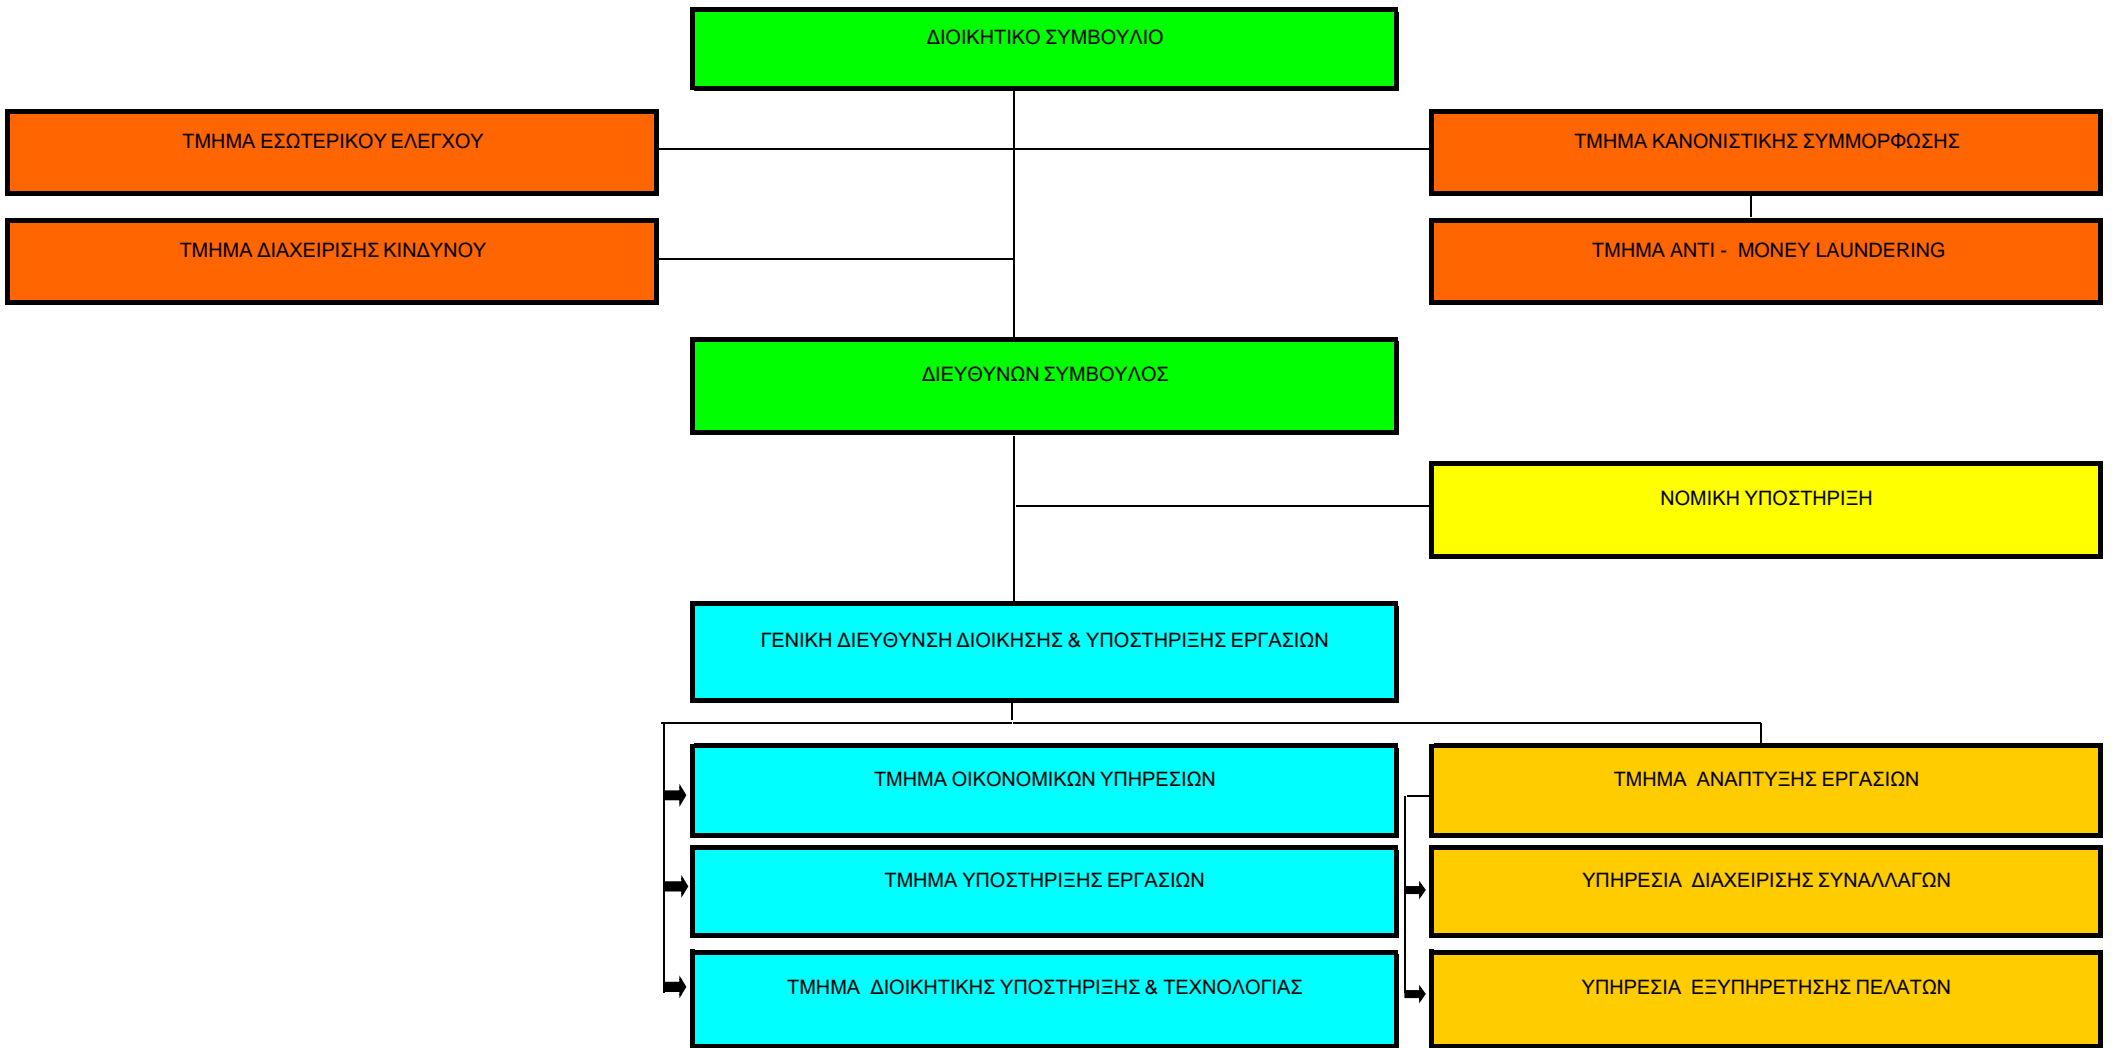 ΔΙΟΙΚΗΤΙΚΟ ΣΥΜΒΟΥΛΙΟ
ΤΜΗΜΑ ΕΣΩΤΕΡΙΚΟΥ ΕΛΕΓΧΟΥ
ΤΜΗΜΑ ΚΑΝΟΝΙΣΤΙΚΗΣ ΣΥΜΜΟΡΦΩΣΗΣ
ΤΜΗΜΑ ΔΙΑΧΕΙΡΙΣΗΣ ΚΙΝΔΥΝΟΥ
ΤΜΗΜΑ ANTI - MONEY LAUNDERING
ΔΙΕΥΘΥΝΩΝ ΣΥΜΒΟΥΛΟΣ
ΝΟΜΙΚΗ ΥΠΟΣΤΗΡΙΞΗ
ΓΕΝΙΚΗ ΔΙΕΥΘΥΝΣΗ ΔΙΟΙΚΗΣΗΣ & ΥΠΟΣΤΗΡΙΞΗΣ ΕΡΓΑΣΙΩΝ
ΤΜΗΜΑ ΟΙΚΟΝΟΜΙΚΩΝ ΥΠΗΡΕΣΙΩΝ
ΤΜΗΜΑ ΑΝΑΠΤΥΞΗΣ ΕΡΓΑΣΙΩΝ
ΤΜΗΜΑ ΥΠΟΣΤΗΡΙΞΗΣ ΕΡΓΑΣΙΩΝ
ΥΠΗΡΕΣΙΑ ΔΙΑΧΕΙΡΙΣΗΣ ΣΥΝΑΛΛΑΓΩΝ
ΤΜΗΜΑ ΔΙΟΙΚΗΤΙΚΗΣ ΥΠΟΣΤΗΡΙΞΗΣ & ΤΕΧΝΟΛΟΓΙΑΣ
ΥΠΗΡΕΣΙΑ ΕΞΥΠΗΡΕΤΗΣΗΣ ΠΕΛΑΤΩΝ